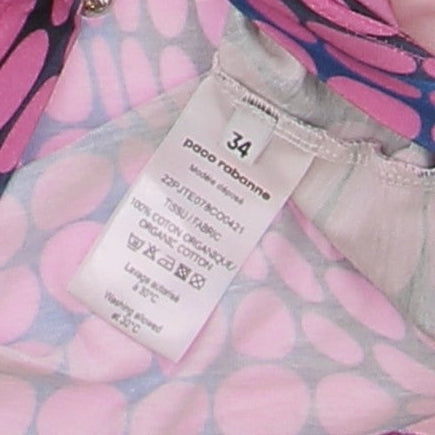 34
paco rabanne
Modèle déposé
22PJTE078CO0421
TISSU / FABRIC
100% COTON ORGANIQUE/
ORGANIC COTTON
Lavage autorisé
à 30°C
Washing allowed
at 30°C